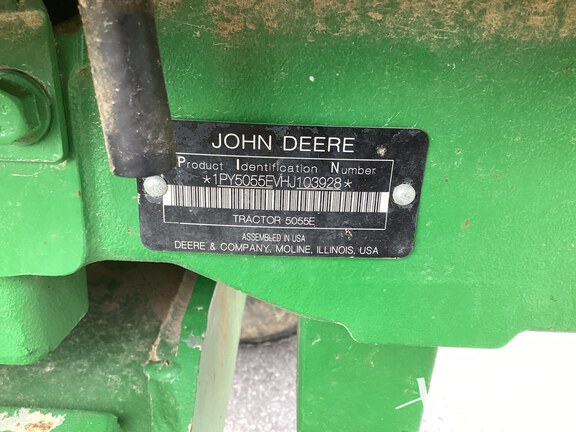 JOHN DEERE
Product Identification Number
*1PY5055EVHJ103928*
TRACTOR 5055E
ASSEMBLED IN USA
DEERE & COMPANY, MOLINE, ILLINOIS, USA